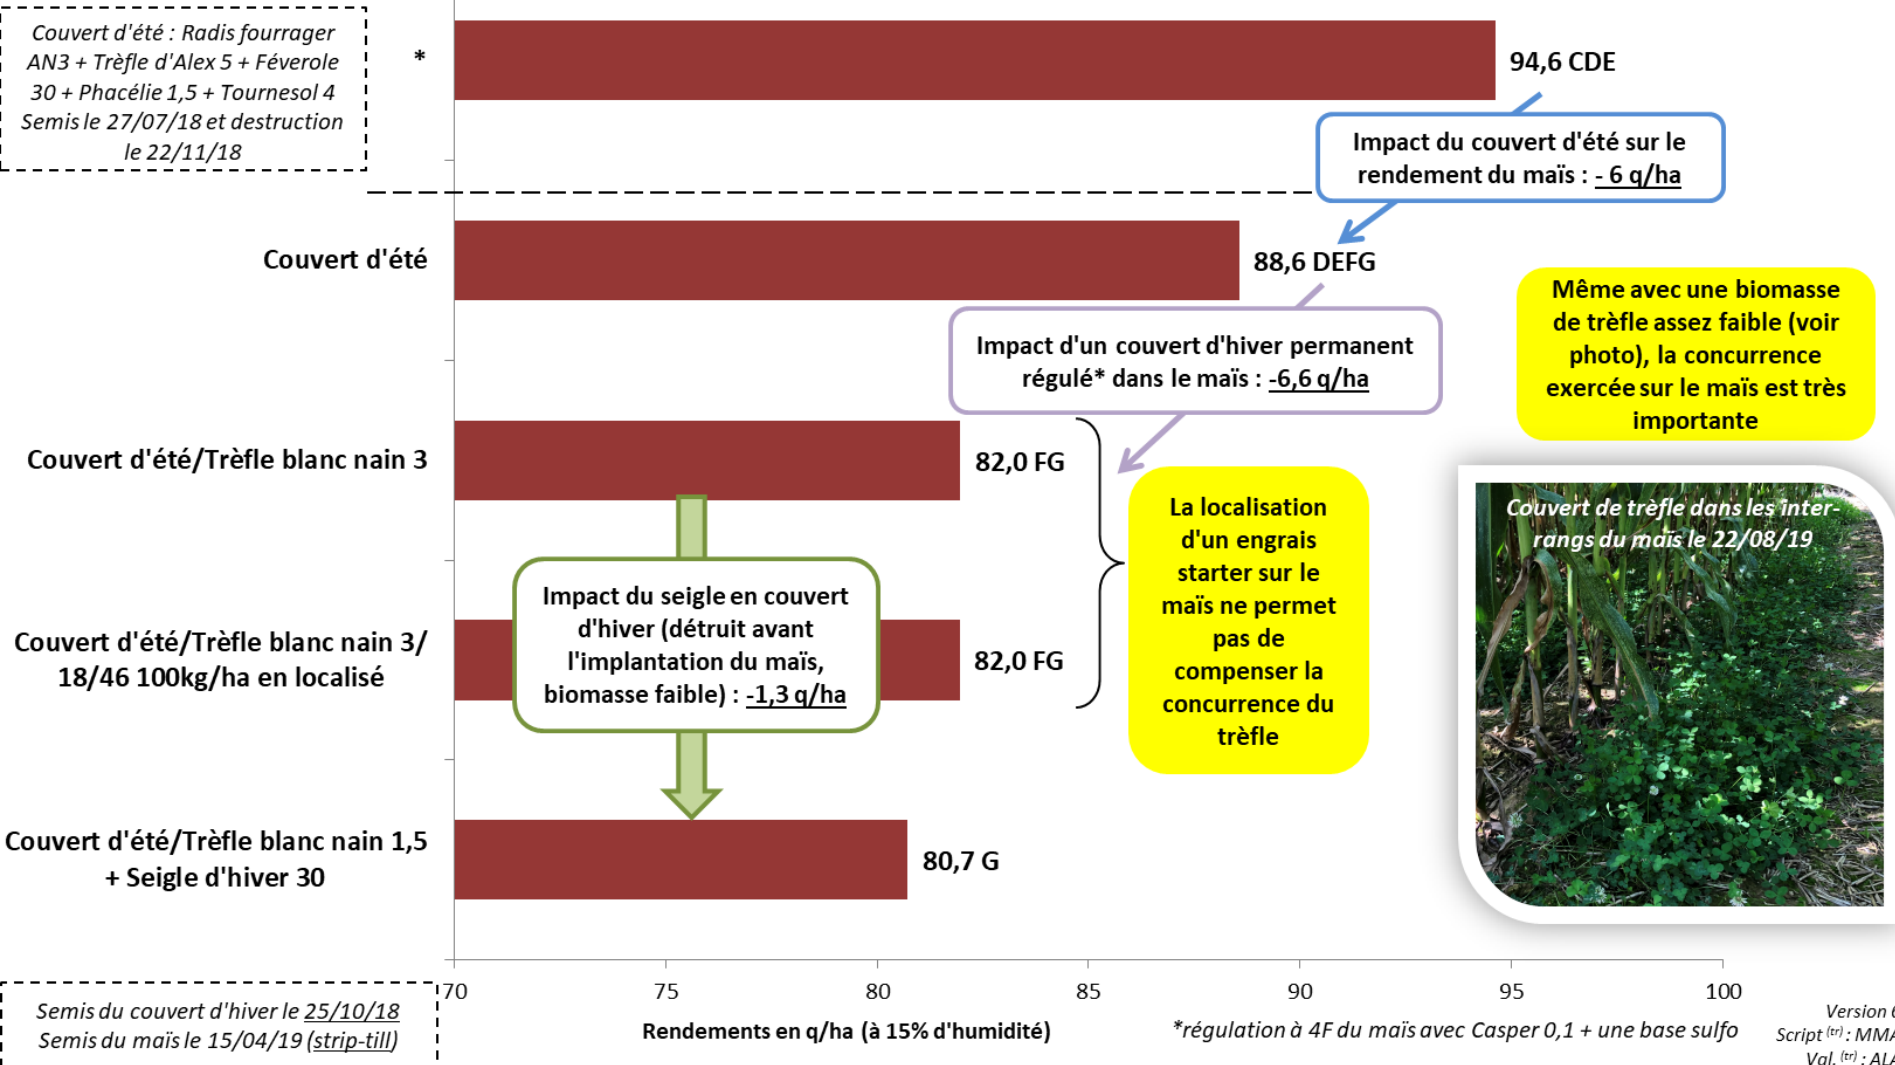 Couvert d'été : Radis fourrager
AN3 + Trèfle d'Alex 5 + Féverole
30 + Phacélie 1,5 + Tournesol 4
Semis le 27/07/18 et destruction
le 22/11/18
*
94,6 CDE
Impact du couvert d'été sur le
rendement du maïs : - 6 q/ha
Couvert d'été
88,6 DEFG
Même avec une biomasse
de trèfle assez faible (voir
photo), la concurrence
exercée sur le maïs est très
importante
Impact d'un couvert d'hiver permanent
régulé* dans le maïs : -6,6 q/ha
Couvert d'été/Trèfle blanc nain 3
82,0 FG
La localisation
d'un engrais
starter sur le
maïs ne permet
pas de
compenser la
concurrence du
trèfle
Couvert de trèfle dans les inter-
rangs du maïs le 22/08/19
Impact du seigle en couvert
d'hiver (détruit avant
l'implantation du maïs,
biomasse faible) : -1,3 q/ha
Couvert d'été/Trèfle blanc nain 3/
18/46 100kg/ha en localisé
82,0 FG
Couvert d'été/Trèfle blanc nain 1,5
+ Seigle d'hiver 30
80,7 G
70 75 80 85 90 95 100
Semis du couvert d'hiver le 25/10/18
Semis du maïs le 15/04/19 (strip-till)
Rendements en q/ha (à 15% d'humidité)
*régulation à 4F du maïs avec Casper 0,1 + une base sulfo
Version 6
Script (tr) : MMA
Val. (tr) : ALA